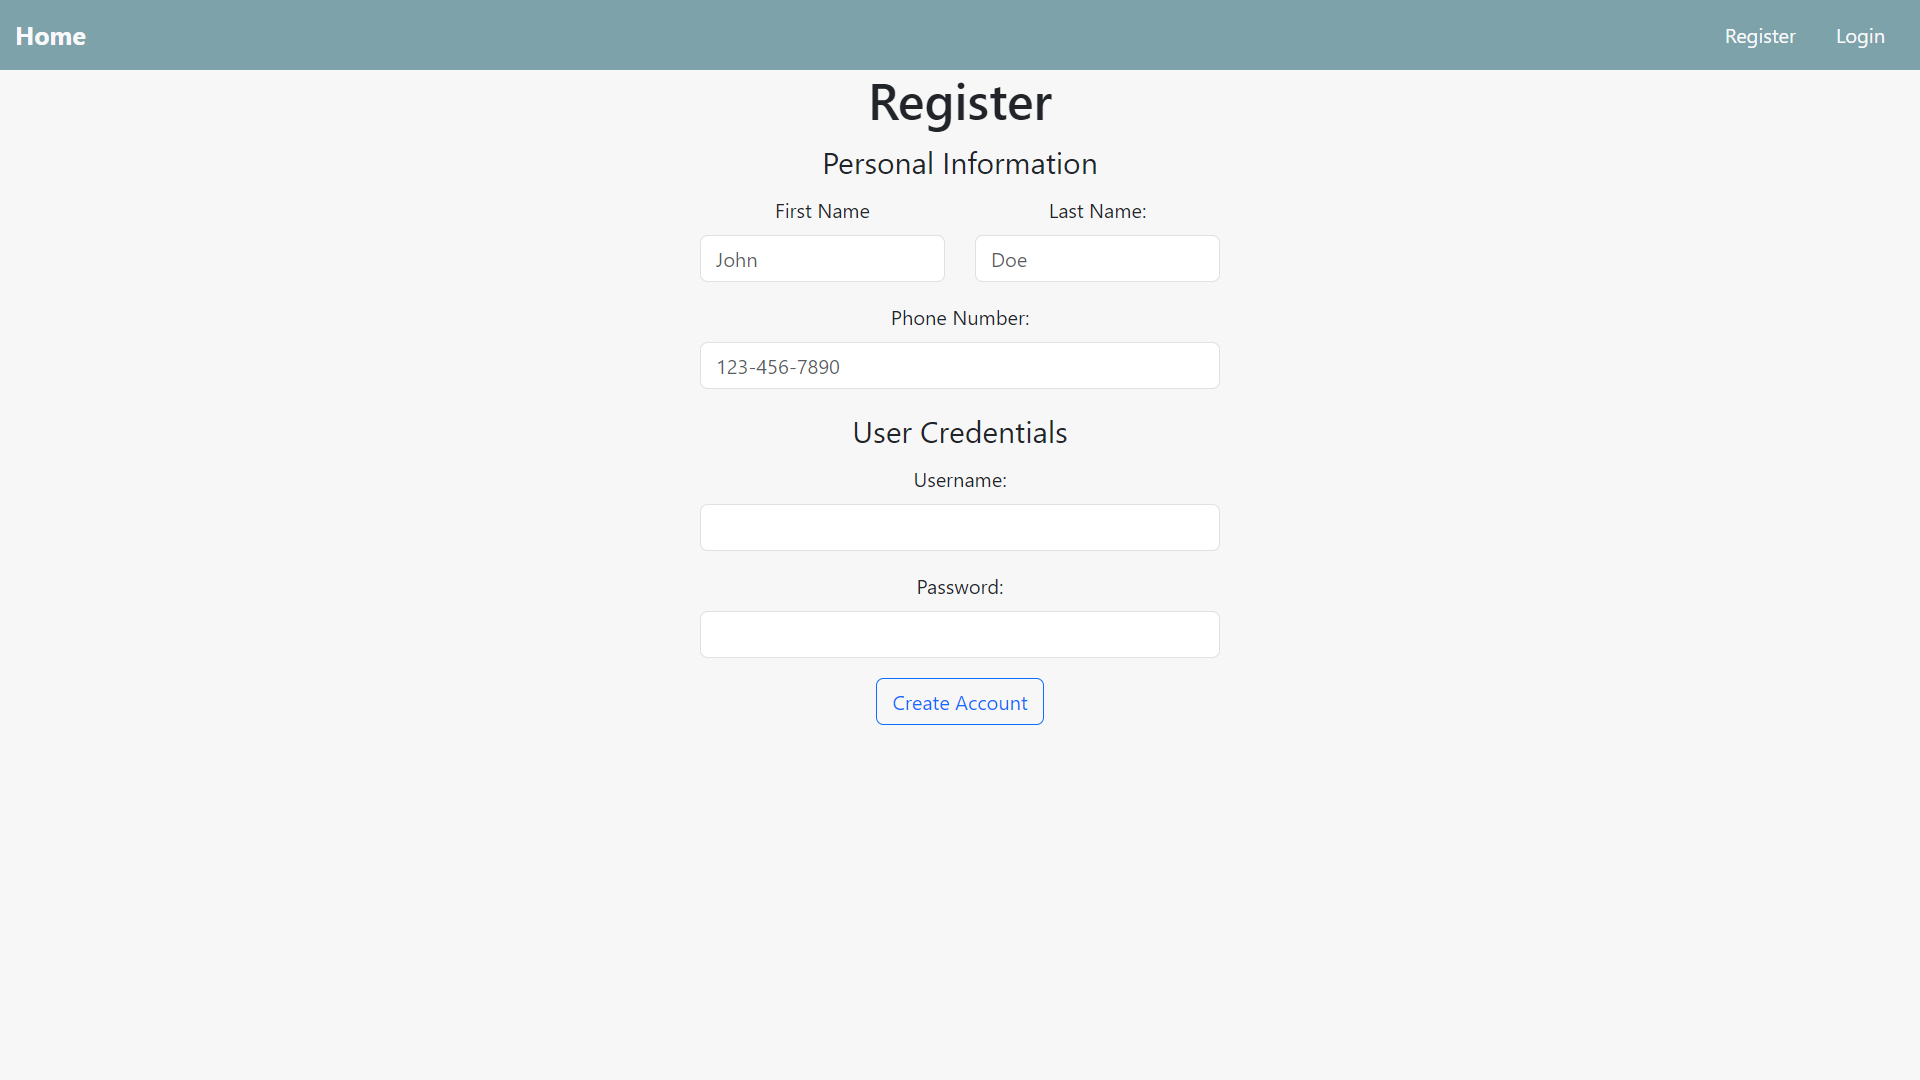 Home Register Login
Register
Personal Information
First Name Last Name:
John Doe
Phone Number:
123-456-7890
User Credentials
Username:
Password:
Create Account